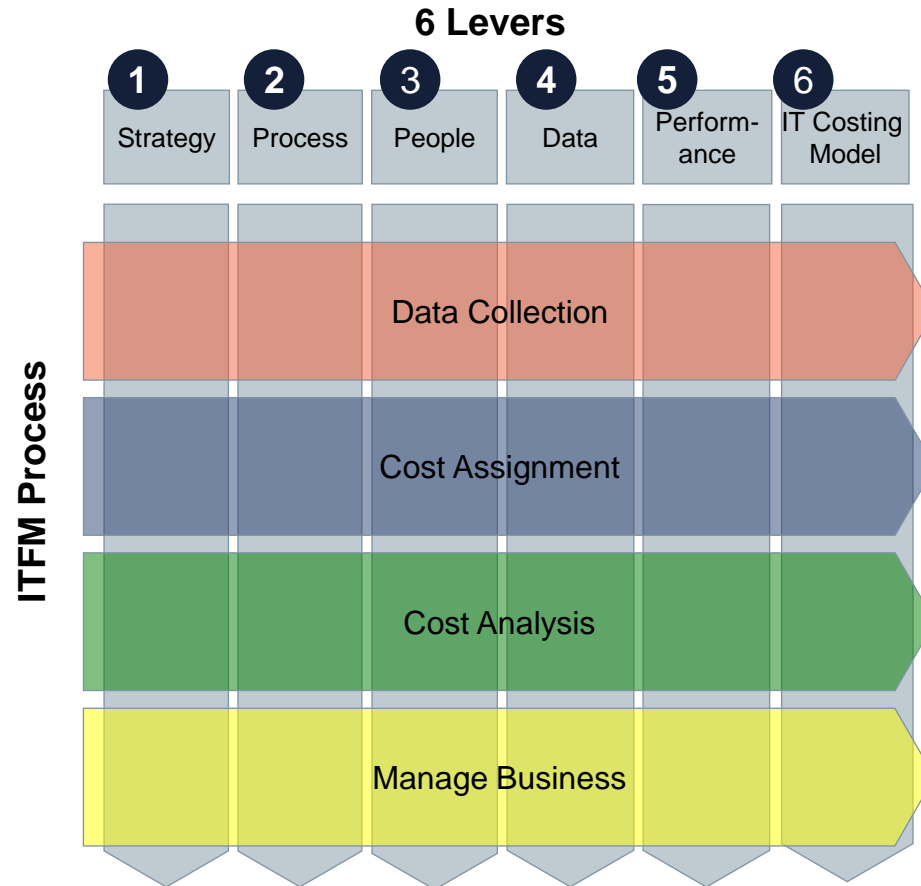 6 Levers
1
2
3
4
5
6
Strategy
Process
People
Data
Perform-
ance
IT Costing
Model
ITFM Process
Data Collection
Cost Assignment
Cost Analysis
Manage Business